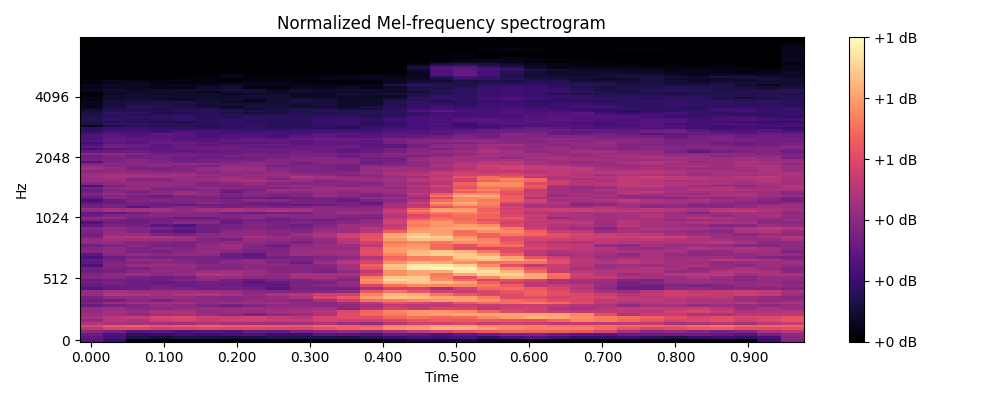 Normalized Mel-frequency spectrogram
Hz
4096
2048
1024
512
0
0.000 0.100 0.200 0.300 0.400 0.500 0.600 0.700 0.800 0.900
Time
+1 dB
+1 dB
+1 dB
+0 dB
+0 dB
+0 dB